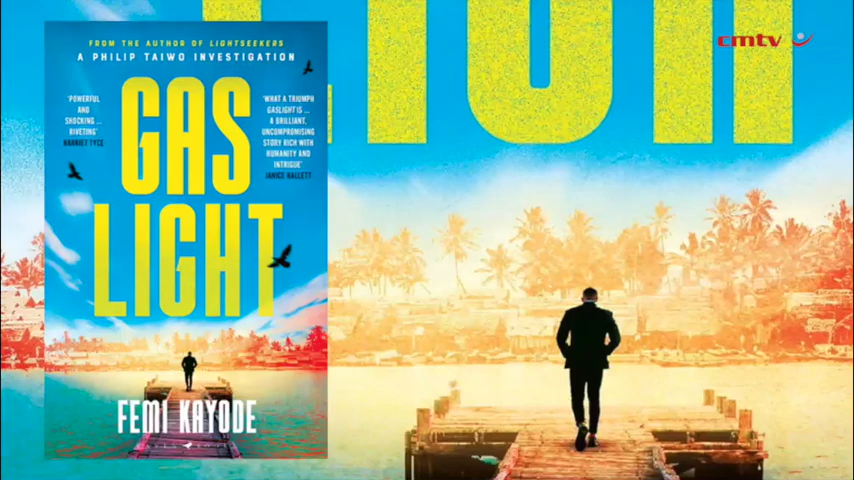 FROM THE AUTHOR OF LIGHTSEEKERS
A PHILIP TAIWO INVESTIGATION
GAS
LIGHT
'POWERFUL
AND
SHOCKING ...
RIVETING'
HARRIET TYCE
'WHAT A TRIUMPH
GASLIGHT IS ...
A BRILLIANT,
UNCOMPROMISING
STORY RICH WITH
HUMANITY AND
INTRIGUE'
JANICE HALLETT
FEMI KAYODE
cmtv